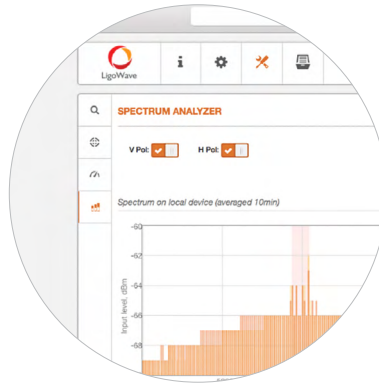 LigoWave
SPECTRUM ANALYZER
V Pol:
H Pol:
Spectrum on local device (averaged 10min)
Input level, dBm
-60
-62
-64
-66
-68